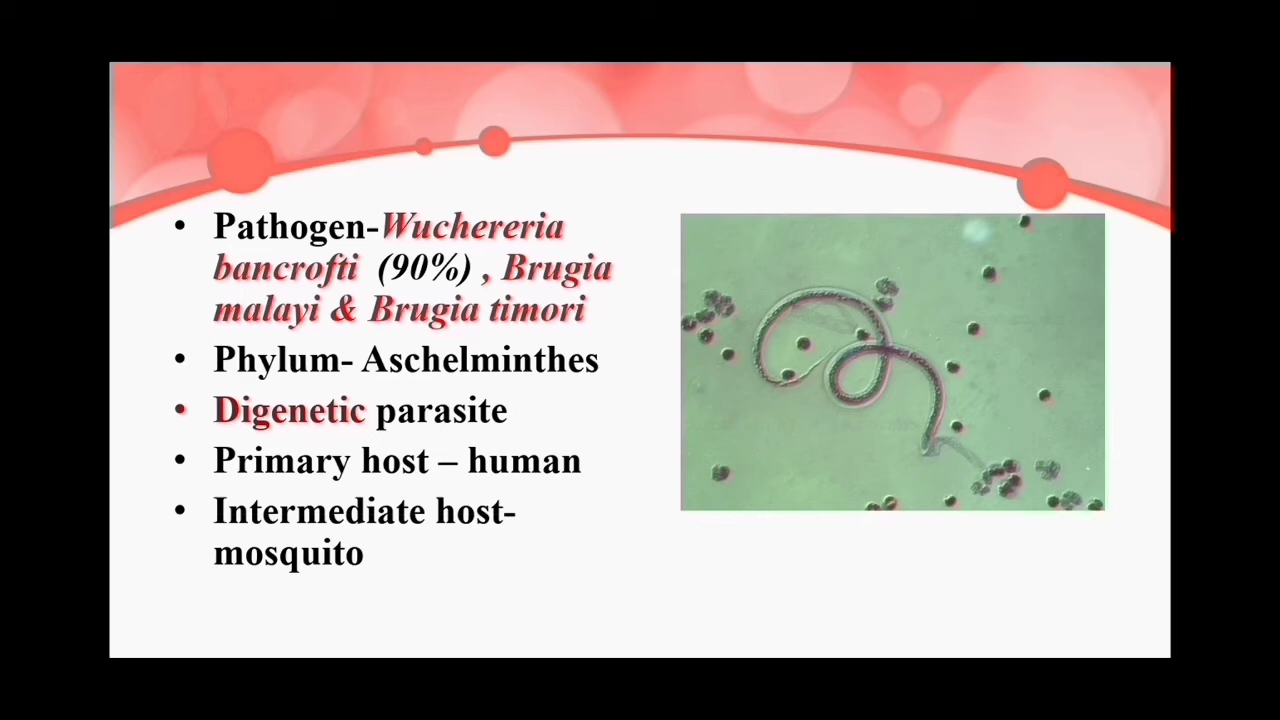 • Pathogen-Wuchereria
bancrofti (90%) , Brugia
malayi & Brugia timori
• Phylum- Aschelminthes
• Digenetic parasite
• Primary host – human
• Intermediate host-
mosquito